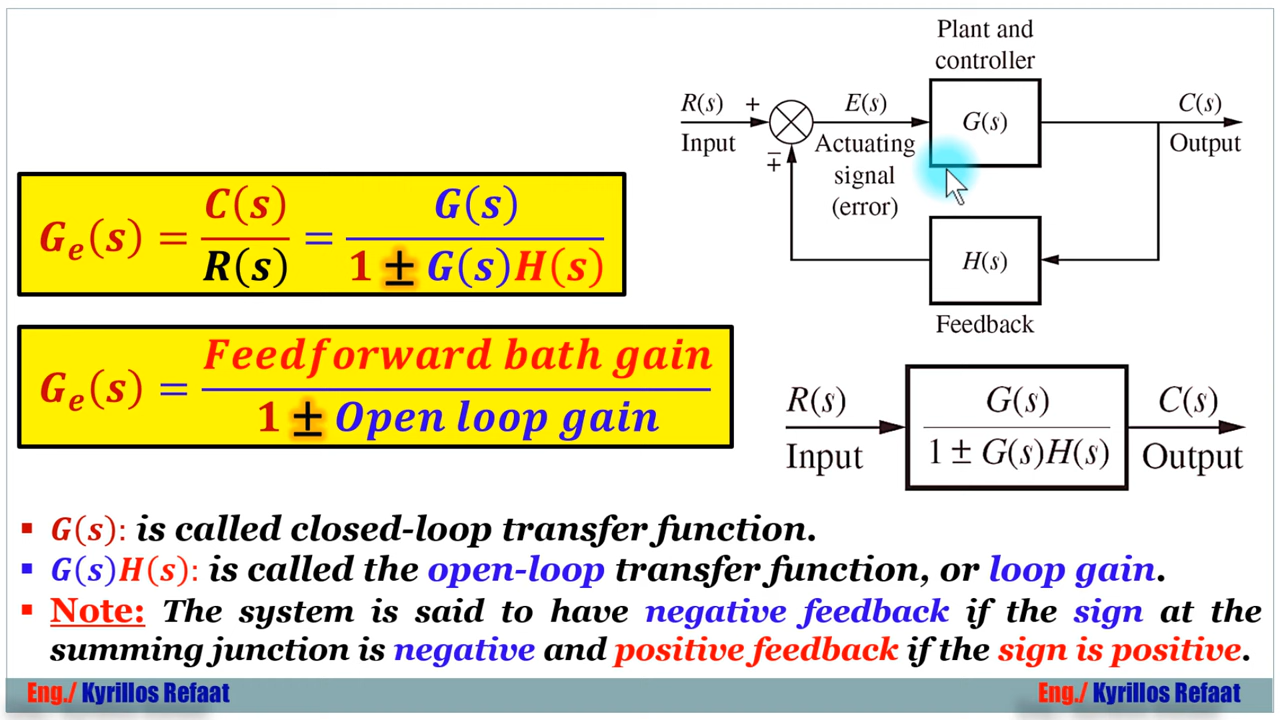 Plant and
controller
R(s) + E(s) G(s) C(s)
Input Actuating Output
∓
signal
(error)
H(s)
Feedback
G_e(s) = C(s)/R(s) = G(s)/(1 ± G(s)H(s))
G_e(s) = Feedforward bath gain/(1 ± Open loop gain)
R(s) G(s)/(1 ± G(s)H(s)) C(s)
Input Output
▪ G(s): is called closed-loop transfer function.
▪ G(s)H(s): is called the open-loop transfer function, or loop gain.
▪ Note: The system is said to have negative feedback if the sign at the
summing junction is negative and positive feedback if the sign is positive.
Eng./ Kyrillos Refaat Eng./ Kyrillos Refaat